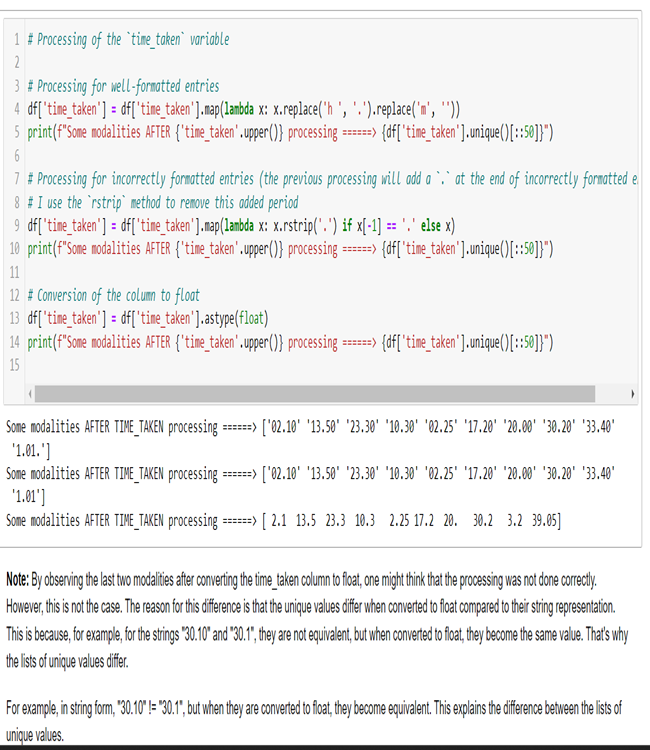 1 # Processing of the `time_taken` variable
2
3 # Processing for well-formatted entries
4 df['time_taken'] = df['time_taken'].map(lambda x: x.replace('h ', '.').replace('m', ''))
5 print(f"Some modalities AFTER {'time_taken'.upper()} processing ======> {df['time_taken'].unique()[::50]}")
6
7 # Processing for incorrectly formatted entries (the previous processing will add a `.` at the end of incorrectly formatted e
8 # I use the `rstrip` method to remove this added period
9 df['time_taken'] = df['time_taken'].map(lambda x: x.rstrip('.') if x[-1] == '.' else x)
10 print(f"Some modalities AFTER {'time_taken'.upper()} processing ======> {df['time_taken'].unique()[::50]}")
11
12 # Conversion of the column to float
13 df['time_taken'] = df['time_taken'].astype(float)
14 print(f"Some modalities AFTER {'time_taken'.upper()} processing ======> {df['time_taken'].unique()[::50]}")
15
Some modalities AFTER TIME_TAKEN processing ======> ['02.10' '13.50' '23.30' '10.30' '02.25' '17.20' '20.00' '30.20' '33.40'
'1.01.']
Some modalities AFTER TIME_TAKEN processing ======> ['02.10' '13.50' '23.30' '10.30' '02.25' '17.20' '20.00' '30.20' '33.40'
'1.01']
Some modalities AFTER TIME_TAKEN processing ======> [ 2.1 13.5 23.3 10.3 2.25 17.2 20. 30.2 3.2 39.05]
Note: By observing the last two modalities after converting the time_taken column to float, one might think that the processing was not done correctly.
However, this is not the case. The reason for this difference is that the unique values differ when converted to float compared to their string representation.
This is because, for example, for the strings "30.10" and "30.1", they are not equivalent, but when converted to float, they become the same value. That's why
the lists of unique values differ.
For example, in string form, "30.10" != "30.1", but when they are converted to float, they become equivalent. This explains the difference between the lists of
unique values.